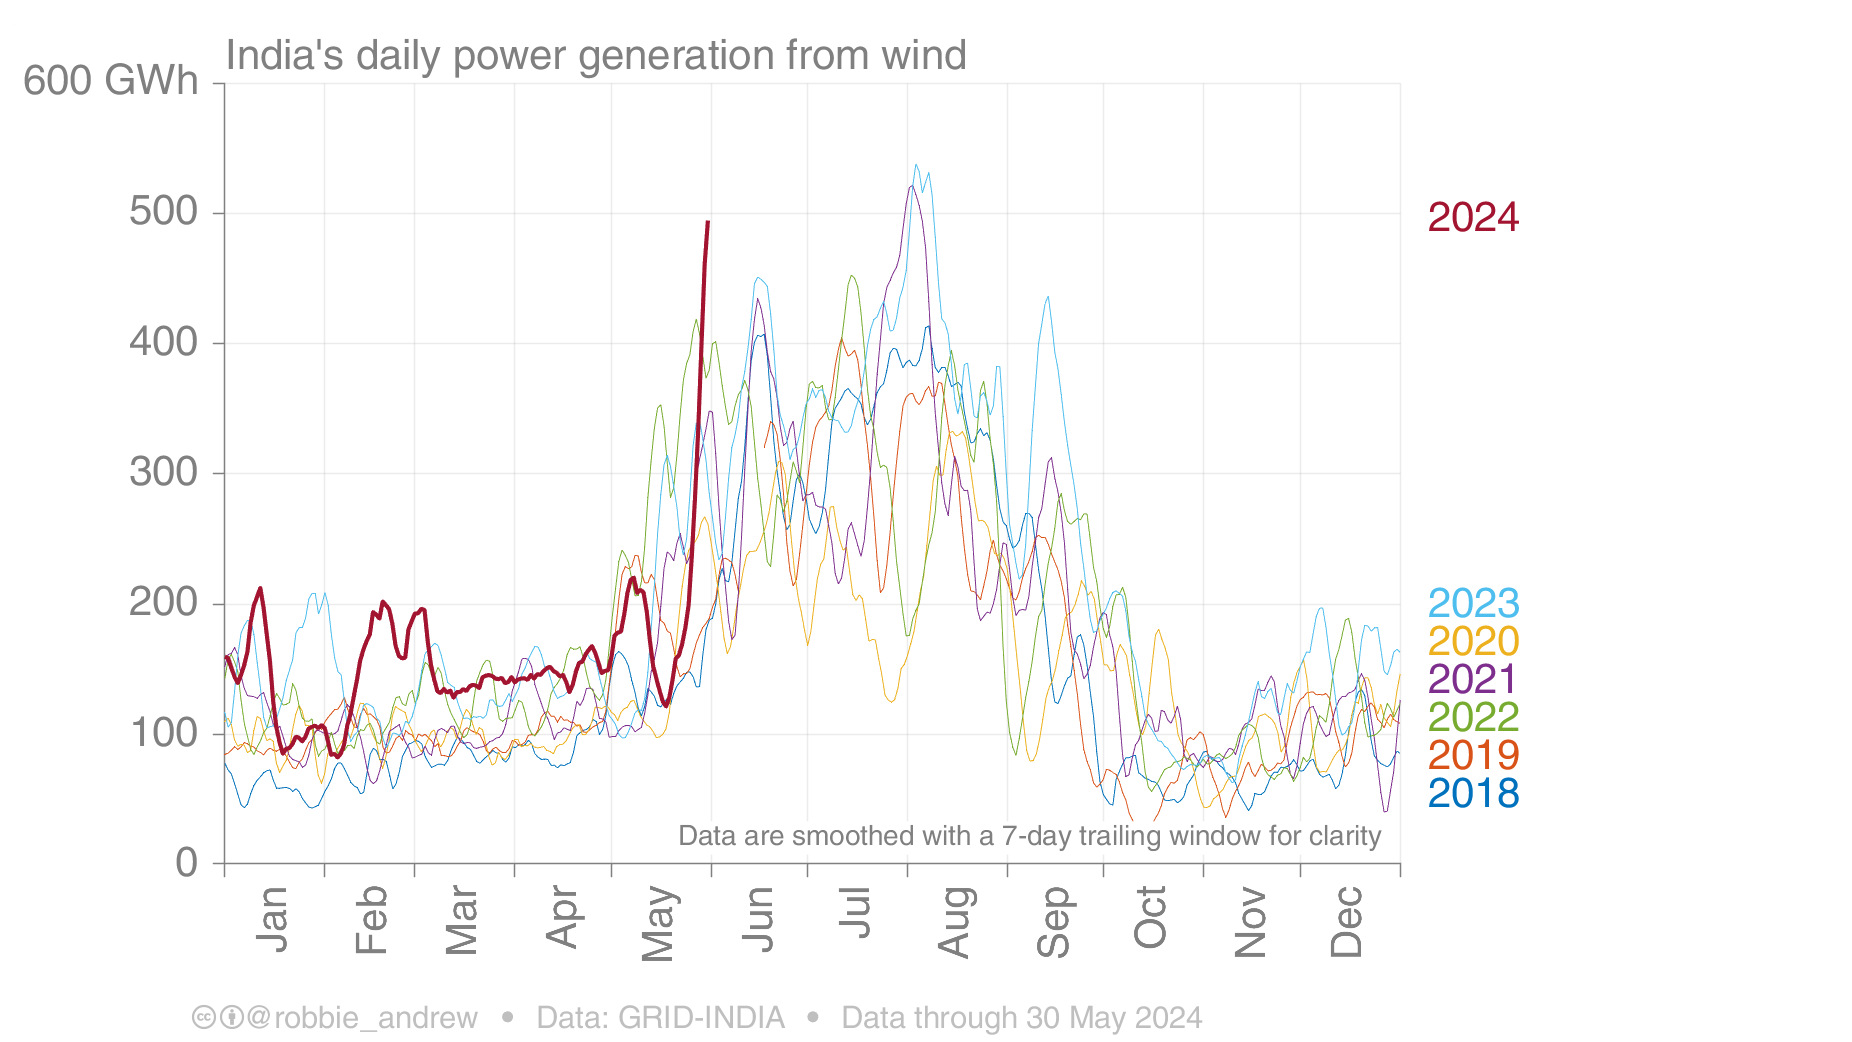 India's daily power generation from wind
600 GWh
500
400
300
200
100
0
2024
2023
2020
2021
2022
2019
2018
Data are smoothed with a 7-day trailing window for clarity
Jan
Feb
Mar
Apr
May
Jun
Jul
Aug
Sep
Oct
Nov
Dec
@robbie_andrew • Data: GRID-INDIA • Data through 30 May 2024